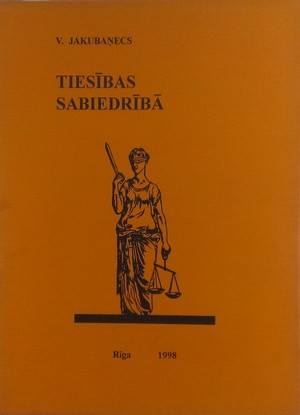 V. JAKUBAŅECS
TIESĪBAS
SABIEDRĪBĀ
Rīga 1998